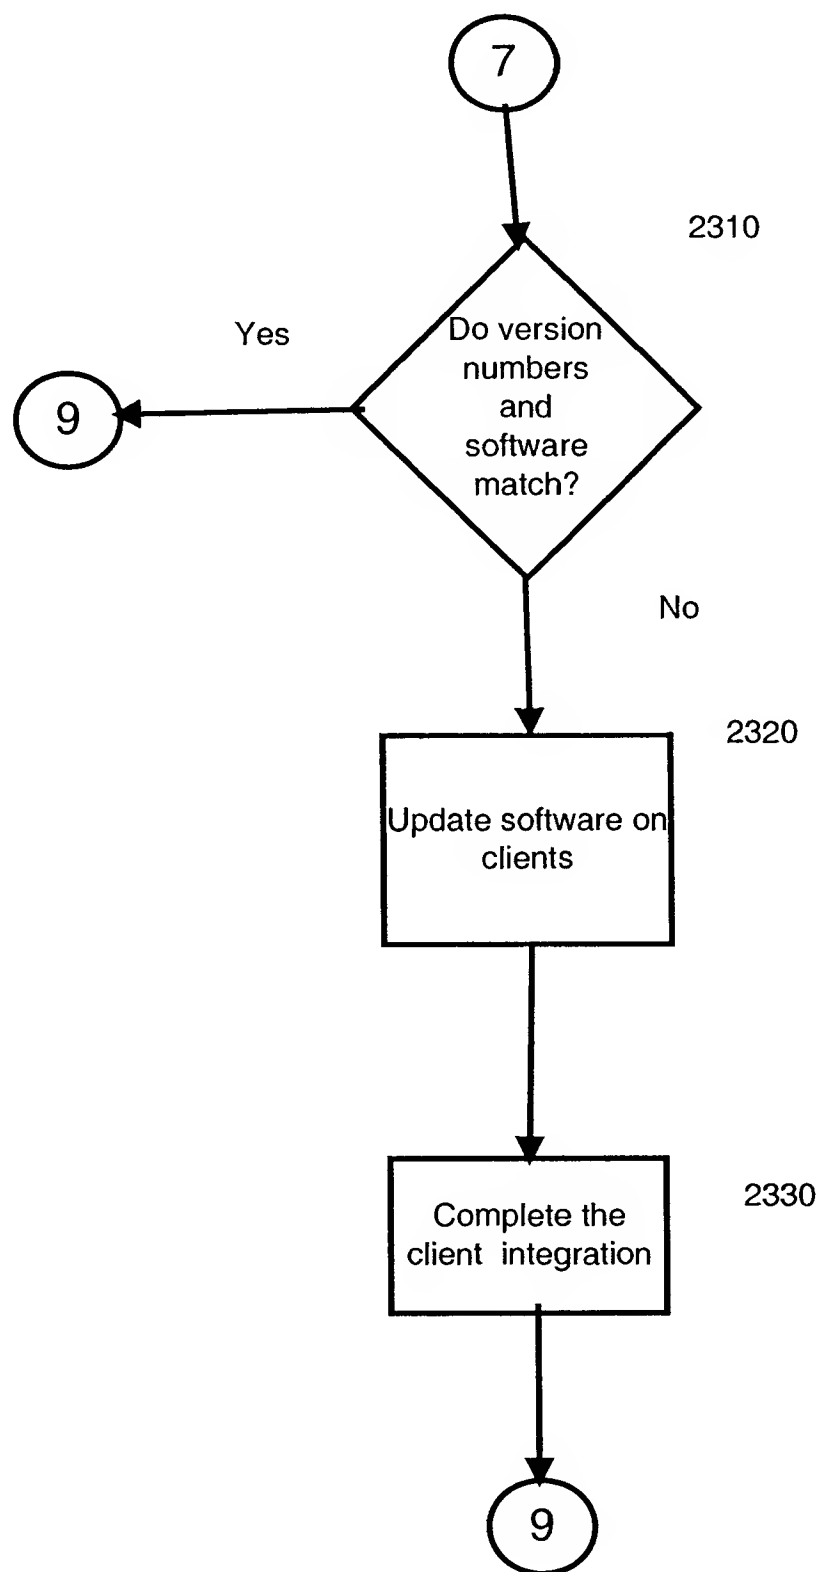 7
2310
Yes
Do version
numbers
and
software
match?
9
No
2320
Update software on
clients
2330
Complete the
client integration
9